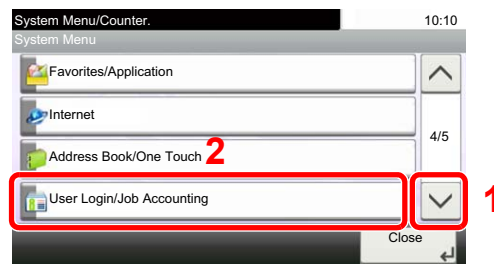 System Menu/Counter. 10:10
System Menu
Favorites/Application
Internet
4/5
Address Book/One Touch 2
User Login/Job Accounting
1
Close